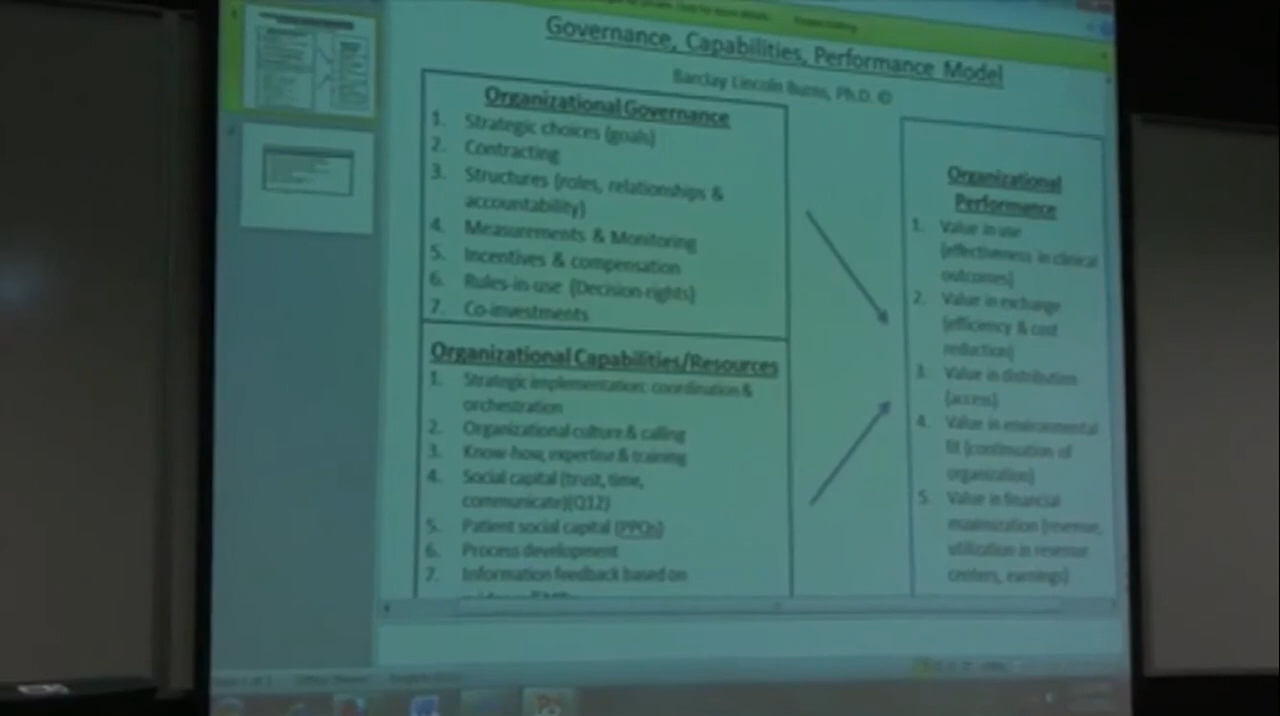 Governance, Capabilities, Performance Model
Barclay Lincoln Burns, Ph.D. ©
Organizational Governance
1. Strategic choices (goals)
2. Contracting
3. Structures (roles, relationships &
accountability)
4. Measurements & Monitoring
5. Incentives & compensation
6. Rules-in-use (Decision-rights)
7. Co-investments
Organizational Capabilities/Resources
1. Strategic implementation: coordination &
orchestration
2. Organizational culture & calling
3. Know-how, expertise & training
4. Social capital (trust, time,
communicate)(Q12)
5. Patient social capital (PPQs)
6. Process development
7. Information feedback based on
Organizational
Performance
1. Value in use
(effectiveness in clinical
outcomes)
2. Value in exchange
(efficiency & cost
reduction)
3. Value in distribution
(access)
4. Value in environmental
fit (continuation of
organization)
5. Value in financial
maximization (revenue,
utilization in revenue
centers, earnings)